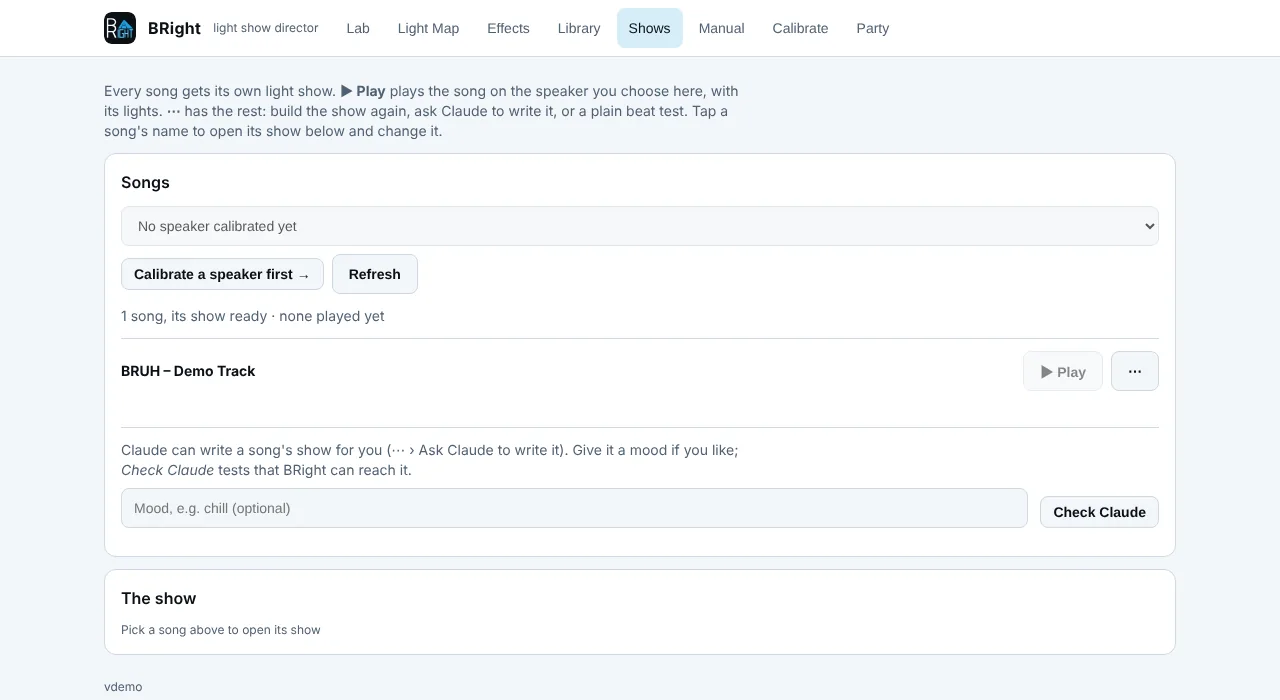 BRight light show director Lab Light Map Effects Library Shows Manual Calibrate Party
Every song gets its own light show. ▶ Play plays the song on the speaker you choose here, with
its lights. ⋯ has the rest: build the show again, ask Claude to write it, or a plain beat test. Tap a
song's name to open its show below and change it.
Songs
No speaker calibrated yet
Calibrate a speaker first → Refresh
1 song, its show ready · none played yet
BRUH – Demo Track ▶ Play ⋯
Claude can write a song's show for you (⋯ › Ask Claude to write it). Give it a mood if you like;
Check Claude tests that BRight can reach it.
Mood, e.g. chill (optional) Check Claude
The show
Pick a song above to open its show
vdemo